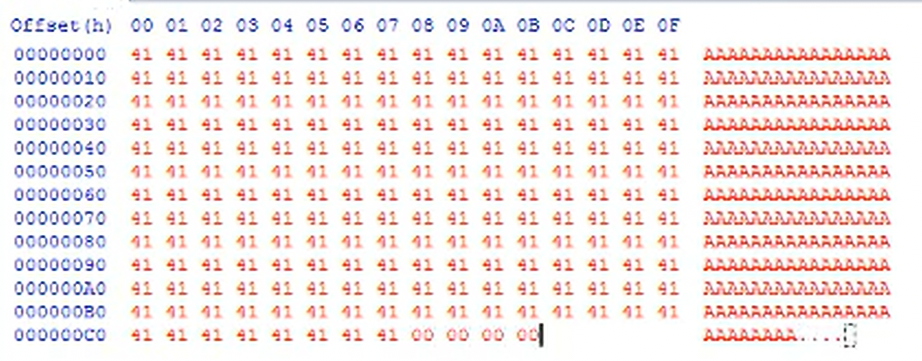 Offset(h) 00 01 02 03 04 05 06 07 08 09 0A 0B 0C 0D 0E 0F
00000000 41 41 41 41 41 41 41 41 41 41 41 41 41 41 41 41 AAAAAAAAAAAAAAAA
00000010 41 41 41 41 41 41 41 41 41 41 41 41 41 41 41 41 AAAAAAAAAAAAAAAA
00000020 41 41 41 41 41 41 41 41 41 41 41 41 41 41 41 41 AAAAAAAAAAAAAAAA
00000030 41 41 41 41 41 41 41 41 41 41 41 41 41 41 41 41 AAAAAAAAAAAAAAAA
00000040 41 41 41 41 41 41 41 41 41 41 41 41 41 41 41 41 AAAAAAAAAAAAAAAA
00000050 41 41 41 41 41 41 41 41 41 41 41 41 41 41 41 41 AAAAAAAAAAAAAAAA
00000060 41 41 41 41 41 41 41 41 41 41 41 41 41 41 41 41 AAAAAAAAAAAAAAAA
00000070 41 41 41 41 41 41 41 41 41 41 41 41 41 41 41 41 AAAAAAAAAAAAAAAA
00000080 41 41 41 41 41 41 41 41 41 41 41 41 41 41 41 41 AAAAAAAAAAAAAAAA
00000090 41 41 41 41 41 41 41 41 41 41 41 41 41 41 41 41 AAAAAAAAAAAAAAAA
000000A0 41 41 41 41 41 41 41 41 41 41 41 41 41 41 41 41 AAAAAAAAAAAAAAAA
000000B0 41 41 41 41 41 41 41 41 41 41 41 41 41 41 41 41 AAAAAAAAAAAAAAAA
000000C0 41 41 41 41 41 41 41 41 00 00 00 00 AAAAAAAA....